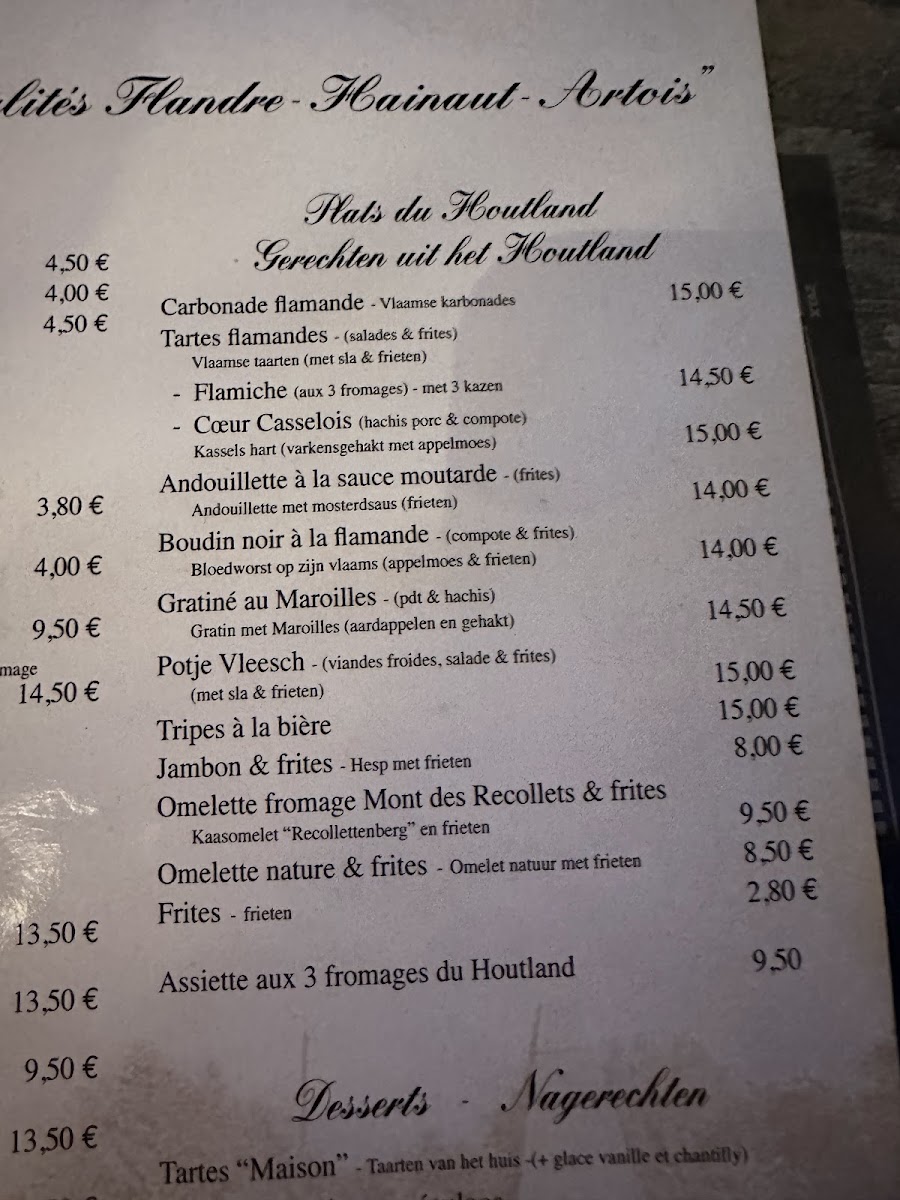 lités Flandre - Hainaut - Artois"
4,50 €
4,00 €
4,50 €
3,80 €
4,00 €
9,50 €
mage
14,50 €
13,50 €
13,50 €
9,50 €
13,50 €
Plats du Houtland
Gerechten uit het Houtland
Carbonade flamande - Vlaamse karbonades 15,00 €
Tartes flamandes - (salades & frites)
Vlaamse taarten (met sla & frieten)
- Flamiche (aux 3 fromages) - met 3 kazen 14,50 €
- Cœur Casselois (hachis porc & compote) 15,00 €
Kassels hart (varkensgehakt met appelmoes)
Andouillette à la sauce moutarde - (frites) 14,00 €
Andouillette met mosterdsaus (frieten)
Boudin noir à la flamande - (compote & frites) 14,00 €
Bloedworst op zijn vlaams (appelmoes & frieten)
Gratiné au Maroilles - (pdt & hachis) 14,50 €
Gratin met Maroilles (aardappelen en gehakt)
Potje Vleesch - (viandes froides, salade & frites) 15,00 €
(met sla & frieten)
Tripes à la bière 15,00 €
Jambon & frites - Hesp met frieten 8,00 €
Omelette fromage Mont des Recollets & frites 9,50 €
Kaasomelet "Recollettenberg" en frieten
Omelette nature & frites - Omelet natuur met frieten 8,50 €
Frites - frieten 2,80 €
Assiette aux 3 fromages du Houtland 9,50
Desserts - Nagerechten
Tartes "Maison" - Taarten van het huis -(+ glace vanille et chantilly)